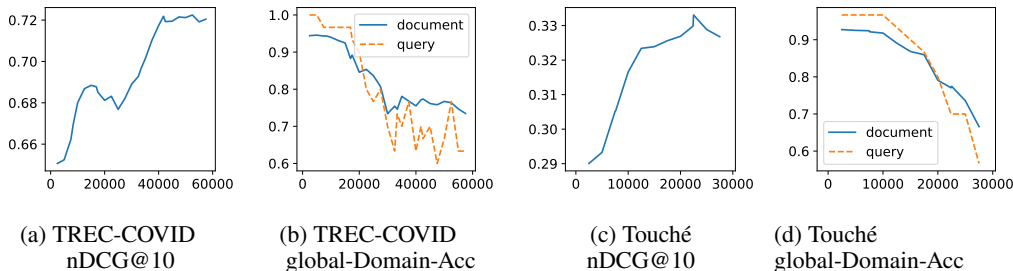 0.72
0.70
0.68
0.66
0 20000 40000 60000
(a) TREC-COVID
nDCG@10
1.0
0.9
0.8
0.7
0.6
document
query
0 20000 40000 60000
(b) TREC-COVID
global-Domain-Acc
0.33
0.32
0.31
0.30
0.29
0 10000 20000 30000
(c) Touché
nDCG@10
0.9
0.8
0.7
0.6
document
query
0 10000 20000 30000
(d) Touché
global-Domain-Acc